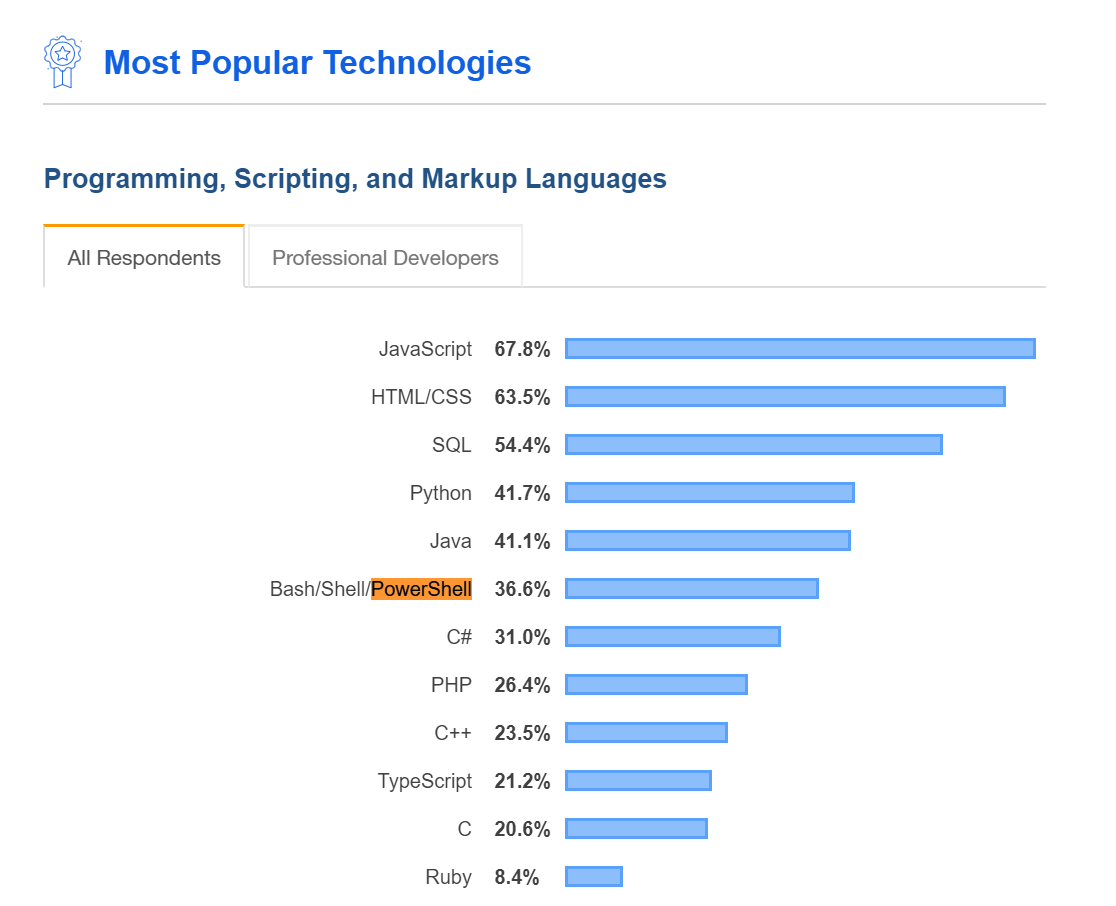 Most Popular Technologies
Programming, Scripting, and Markup Languages
All Respondents Professional Developers
JavaScript 67.8%
HTML/CSS 63.5%
SQL 54.4%
Python 41.7%
Java 41.1%
Bash/Shell/PowerShell 36.6%
C# 31.0%
PHP 26.4%
C++ 23.5%
TypeScript 21.2%
C 20.6%
Ruby 8.4%